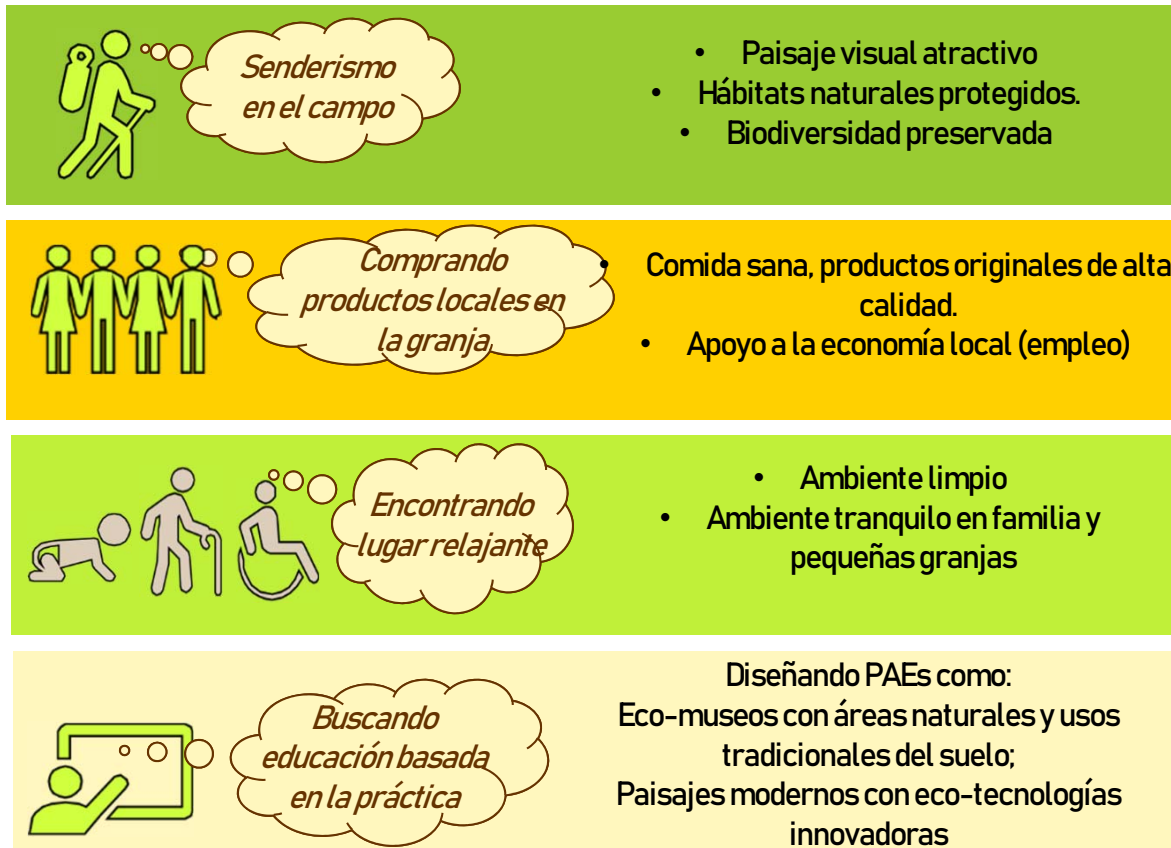 Senderismo
en el campo
• Paisaje visual atractivo
• Hábitats naturales protegidos.
• Biodiversidad preservada
Comprando
productos locales en
la granja
• Comida sana, productos originales de alta
calidad.
• Apoyo a la economía local (empleo)
Encontrando
lugar relajante
• Ambiente limpio
• Ambiente tranquilo en familia y
pequeñas granjas
Buscando
educación basada
en la práctica
Diseñando PAEs como:
Eco-museos con áreas naturales y usos
tradicionales del suelo;
Paisajes modernos con eco-tecnologías
innovadoras